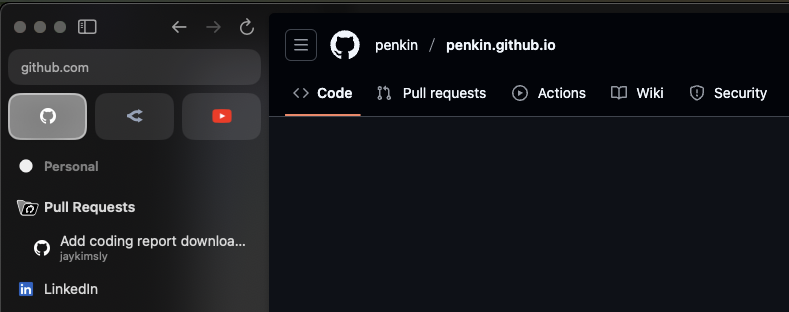 github.com
Personal
Pull Requests
Add coding report downloa...
jaykimsly
LinkedIn
penkin / penkin.github.io
Code Pull requests Actions Wiki Security